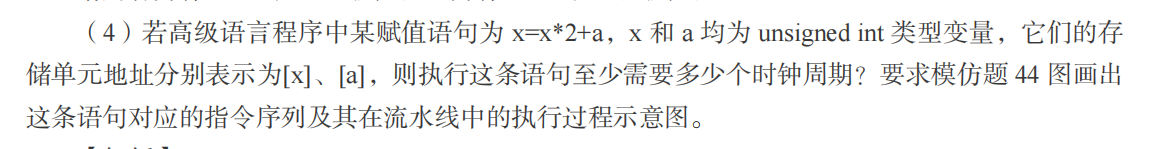 （4）若高级语言程序中某赋值语句为 x=x*2+a，x 和 a 均为 unsigned int 类型变量，它们的存
储单元地址分别表示为[x]、[a]，则执行这条语句至少需要多少个时钟周期？要求模仿题 44 图画出
这条语句对应的指令序列及其在流水线中的执行过程示意图。